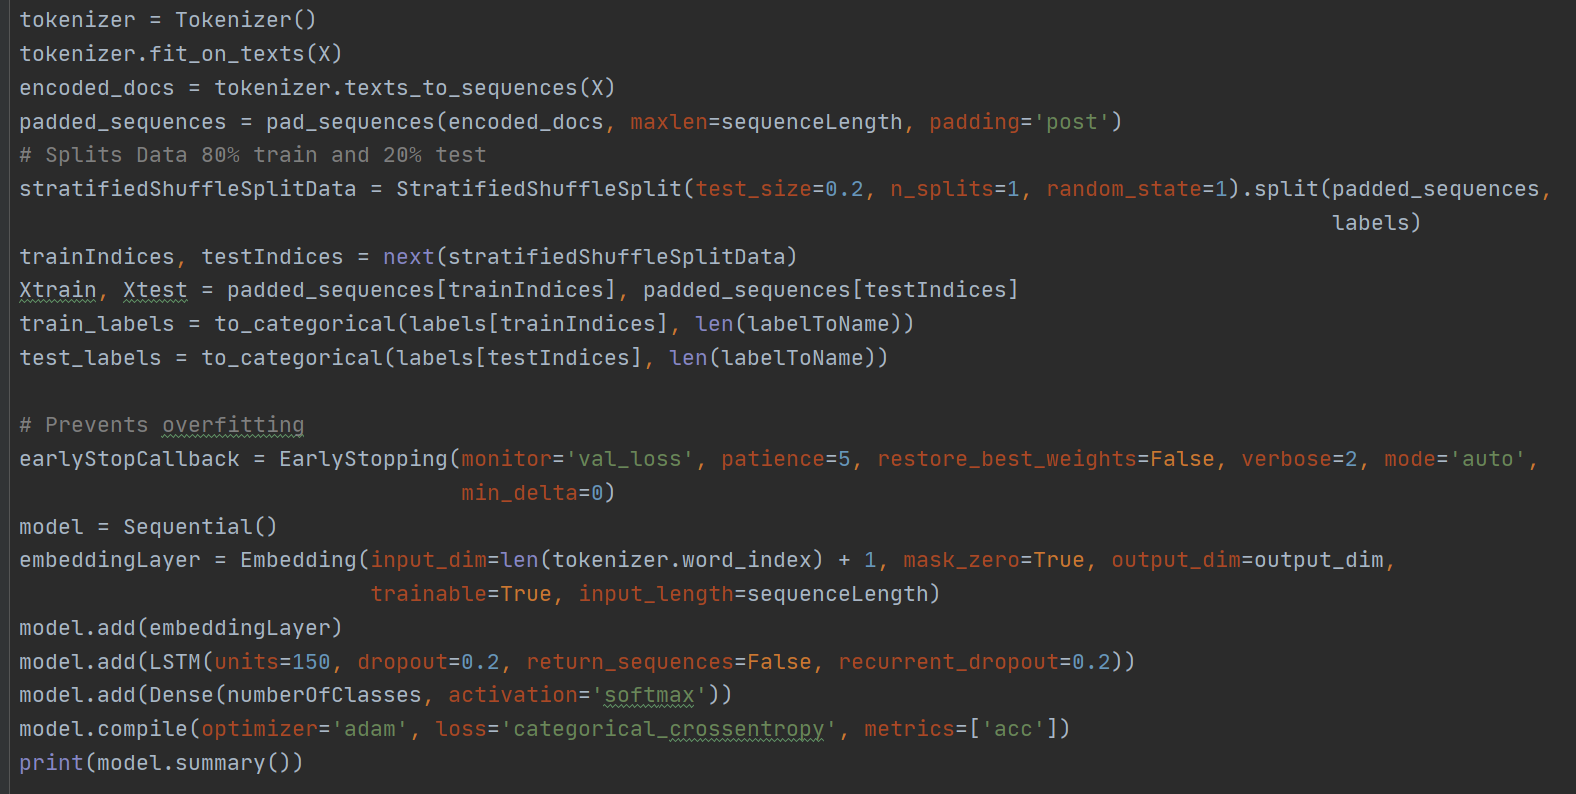 tokenizer = Tokenizer()
tokenizer.fit_on_texts(X)
encoded_docs = tokenizer.texts_to_sequences(X)
padded_sequences = pad_sequences(encoded_docs, maxlen=sequenceLength, padding='post')
# Splits Data 80% train and 20% test
stratifiedShuffleSplitData = StratifiedShuffleSplit(test_size=0.2, n_splits=1, random_state=1).split(padded_sequences,
labels)
trainIndices, testIndices = next(stratifiedShuffleSplitData)
Xtrain, Xtest = padded_sequences[trainIndices], padded_sequences[testIndices]
train_labels = to_categorical(labels[trainIndices], len(labelToName))
test_labels = to_categorical(labels[testIndices], len(labelToName))
# Prevents overfitting
earlyStopCallback = EarlyStopping(monitor='val_loss', patience=5, restore_best_weights=False, verbose=2, mode='auto',
min_delta=0)
model = Sequential()
embeddingLayer = Embedding(input_dim=len(tokenizer.word_index) + 1, mask_zero=True, output_dim=output_dim,
trainable=True, input_length=sequenceLength)
model.add(embeddingLayer)
model.add(LSTM(units=150, dropout=0.2, return_sequences=False, recurrent_dropout=0.2))
model.add(Dense(numberOfClasses, activation='softmax'))
model.compile(optimizer='adam', loss='categorical_crossentropy', metrics=['acc'])
print(model.summary())